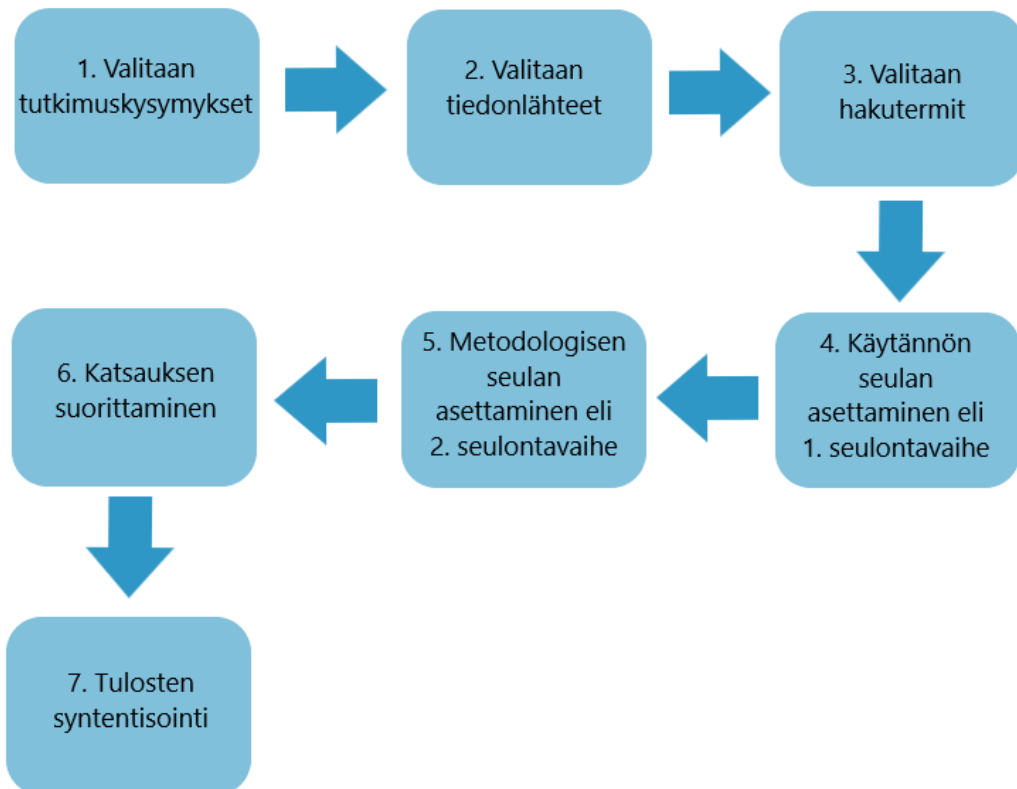 1. Valitaan
tutkimuskysymykset
2. Valitaan
tiedonlähteet
3. Valitaan
hakutermit
4. Käytännön
seulan
asettaminen eli
1. seulontavaihe
5. Metodologisen
seulan
asettaminen eli
2. seulontavaihe
6. Katsauksen
suorittaminen
7. Tulosten
syntentisointi